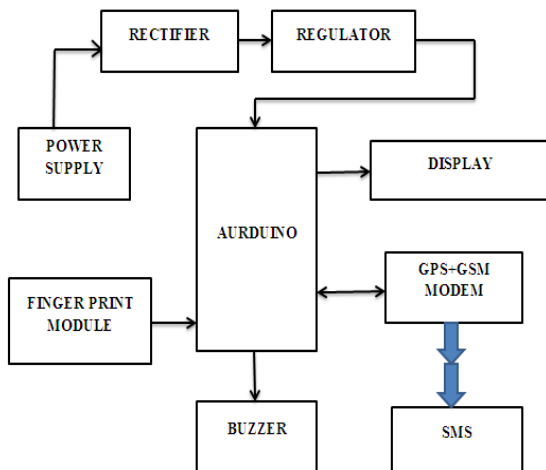 RECTIFIER
REGULATOR
POWER
SUPPLY
AURDUINO
DISPLAY
GPS+GSM
MODEM
FINGER PRINT
MODULE
BUZZER
SMS